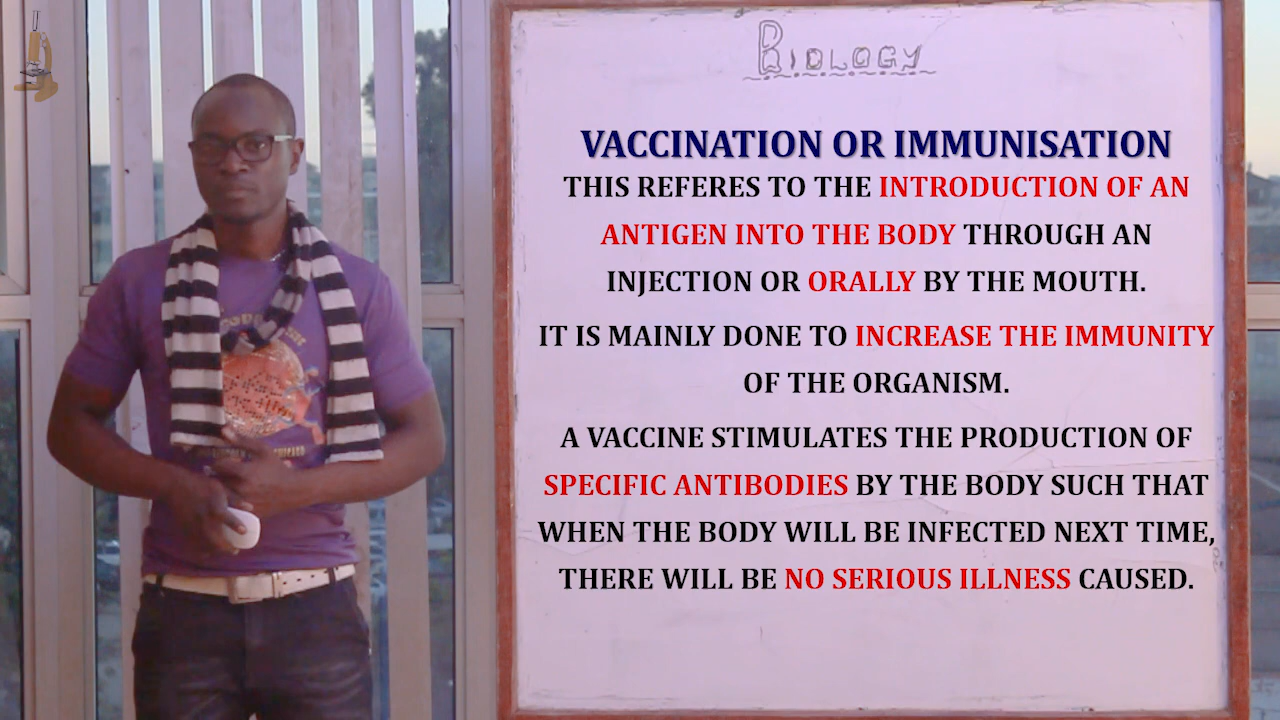 BIOLOGY
VACCINATION OR IMMUNISATION
THIS REFERES TO THE INTRODUCTION OF AN
ANTIGEN INTO THE BODY THROUGH AN
INJECTION OR ORALLY BY THE MOUTH.
IT IS MAINLY DONE TO INCREASE THE IMMUNITY
OF THE ORGANISM.
A VACCINE STIMULATES THE PRODUCTION OF
SPECIFIC ANTIBODIES BY THE BODY SUCH THAT
WHEN THE BODY WILL BE INFECTED NEXT TIME,
THERE WILL BE NO SERIOUS ILLNESS CAUSED.